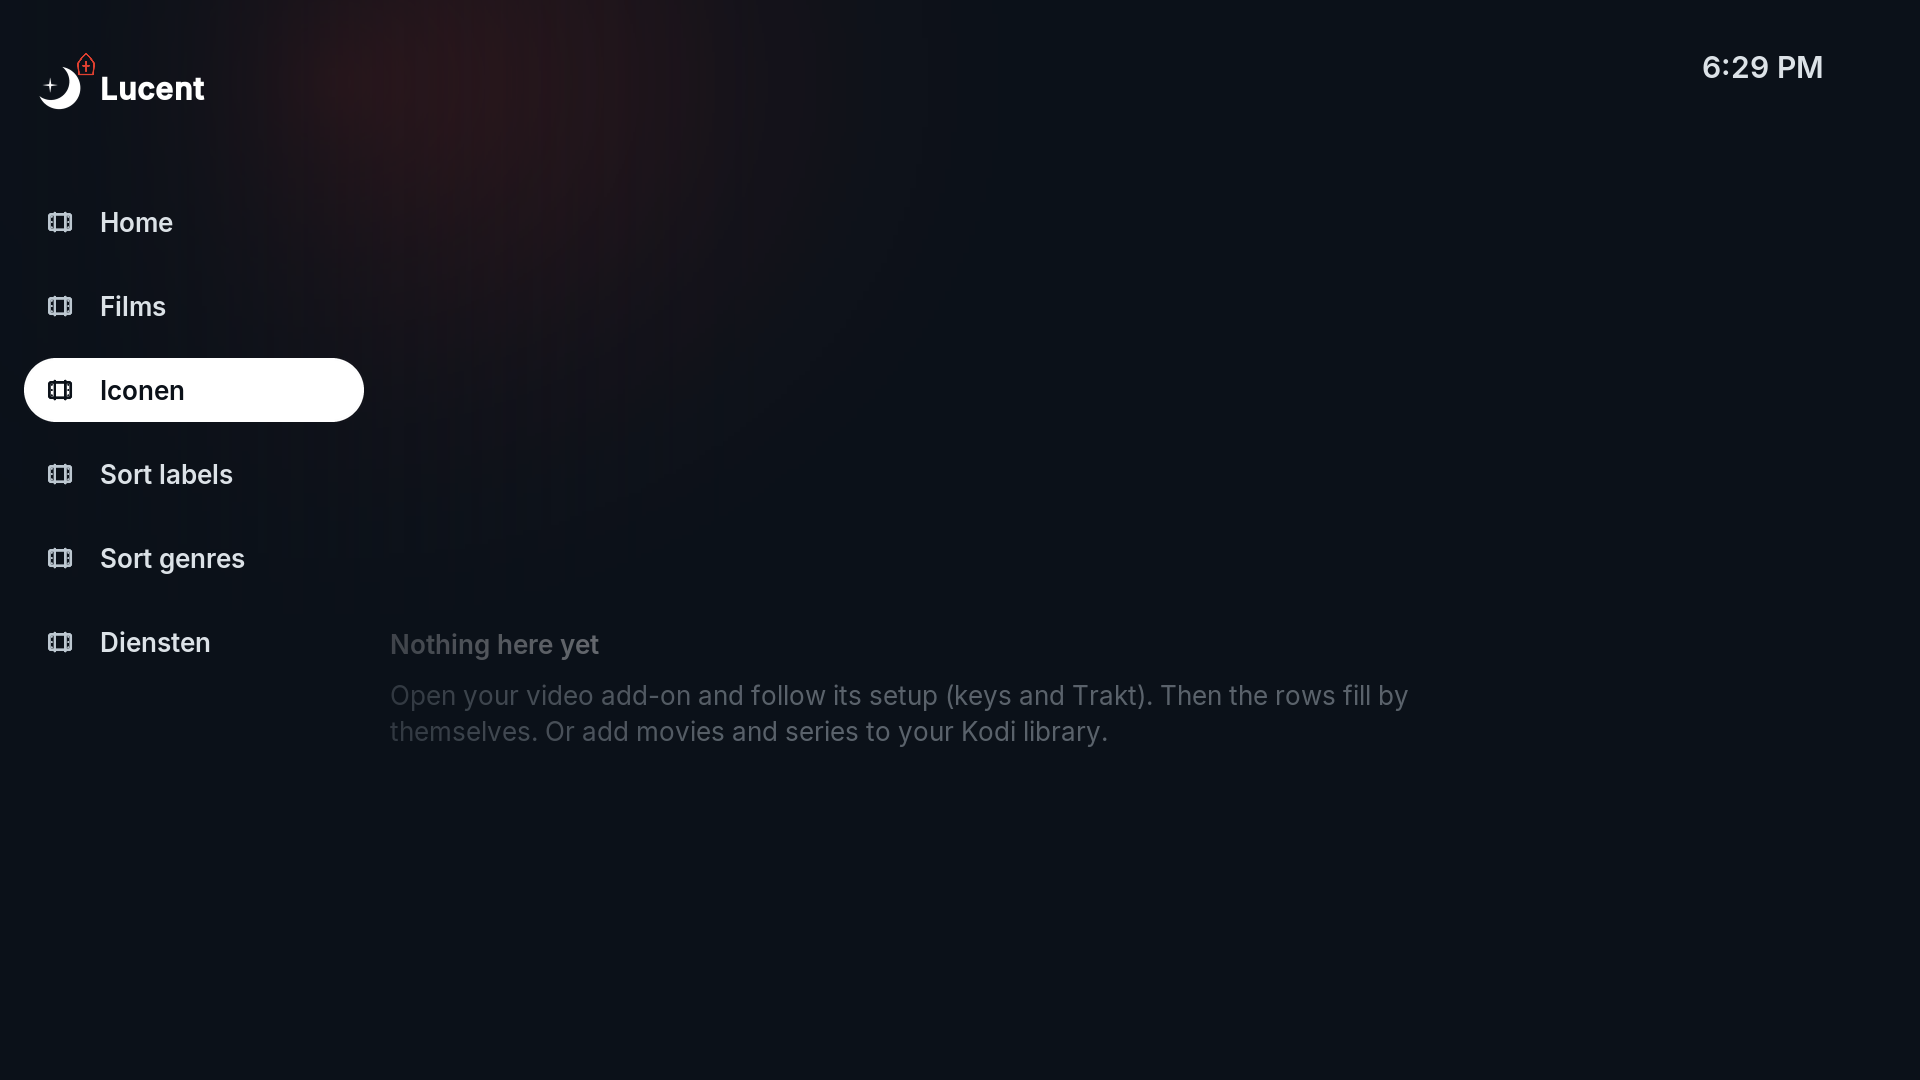 Lucent
6:29 PM
Home
Films
Iconen
Sort labels
Sort genres
Diensten
Nothing here yet
Open your video add-on and follow its setup (keys and Trakt). Then the rows fill by
themselves. Or add movies and series to your Kodi library.